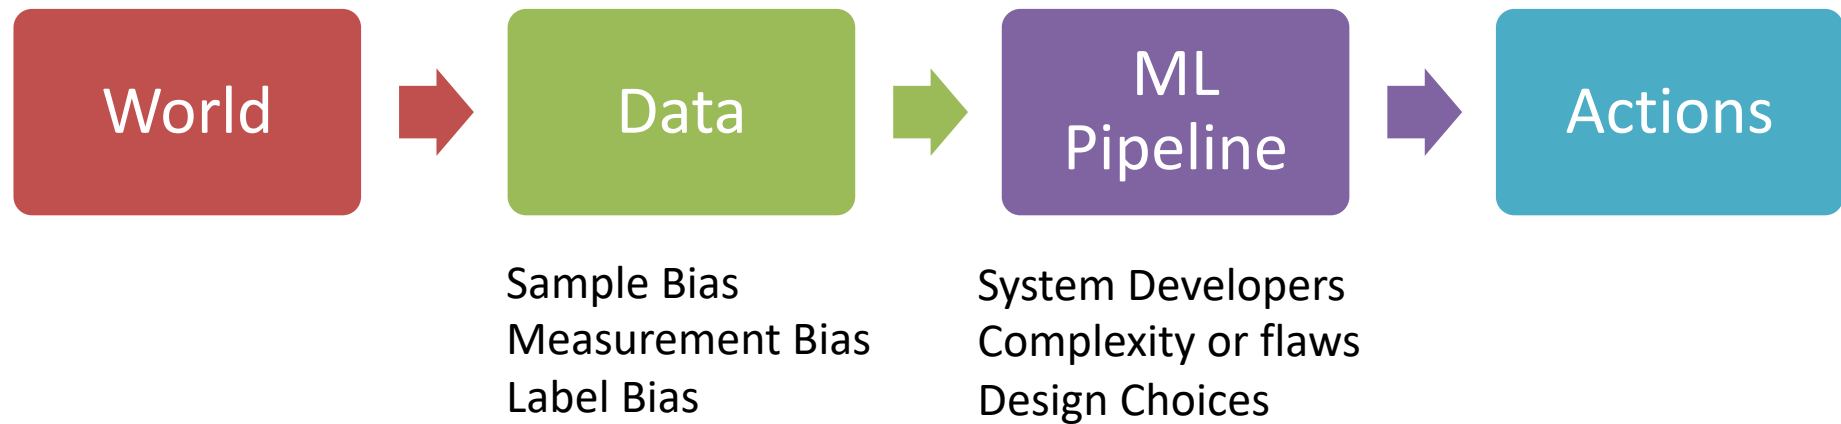 World
Data
ML
Pipeline
Actions
Sample Bias
Measurement Bias
Label Bias
System Developers
Complexity or flaws
Design Choices